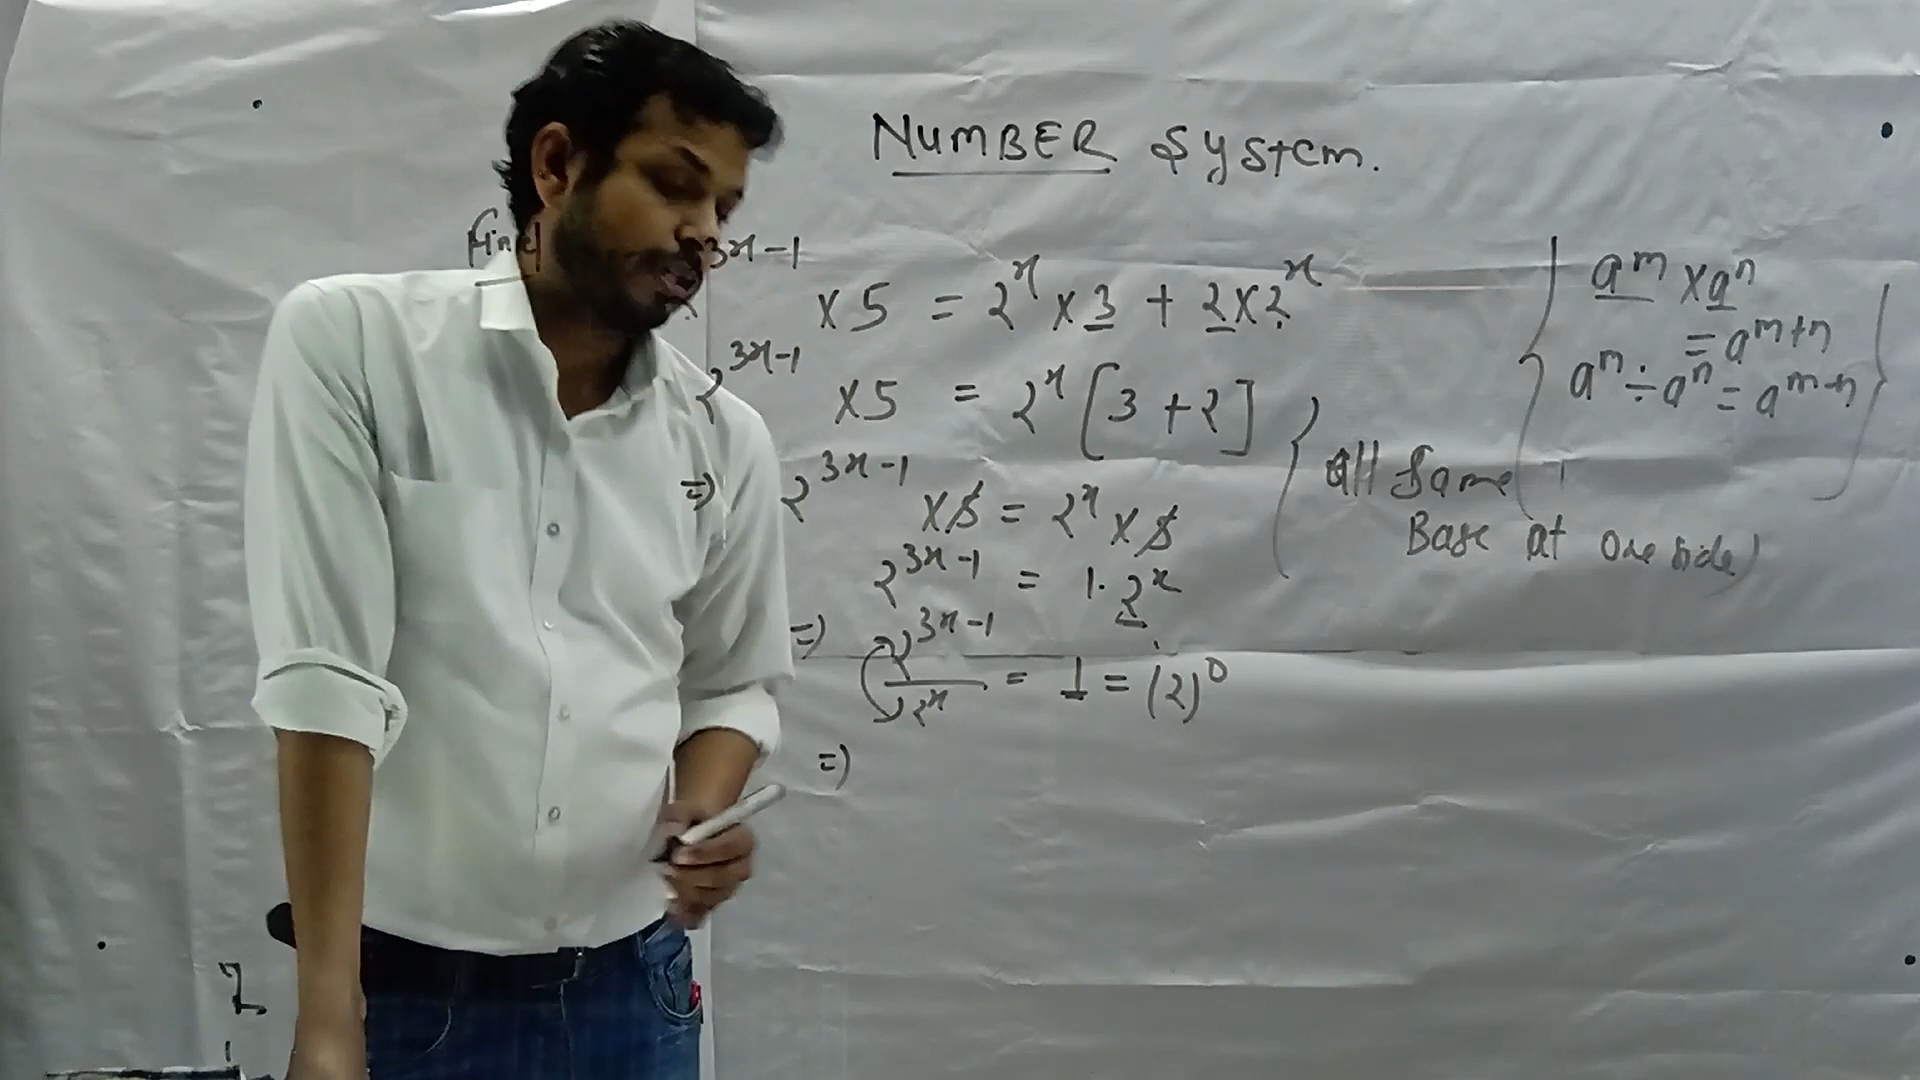 NUMBER System.
Find
3x-1 × 5 = 2^x × 3 + 2 × 2^x
2^3x-1 × 5 = 2^x [3 + 2]
=) 2^3x-1 × 5 = 2^x × 5
2^3x-1 = 1. 2^x
=) 2^3x-1 / 2^x = 1 = (2)^0
=)
a^m × a^n
= a^m+n
a^m ÷ a^n = a^m-n
All Same
Base at one side)